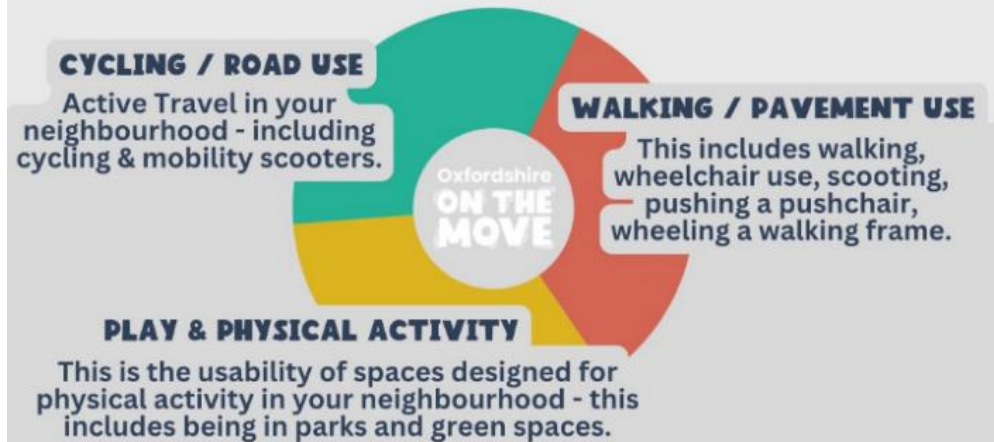 CYCLING / ROAD USE
Active Travel in your
neighbourhood - including
cycling & mobility scooters.
WALKING / PAVEMENT USE
This includes walking,
wheelchair use, scooting,
pushing a pushchair,
wheeling a walking frame.
Oxfordshire
ON THE
MOVE
PLAY & PHYSICAL ACTIVITY
This is the usability of spaces designed for
physical activity in your neighbourhood - this
includes being in parks and green spaces.